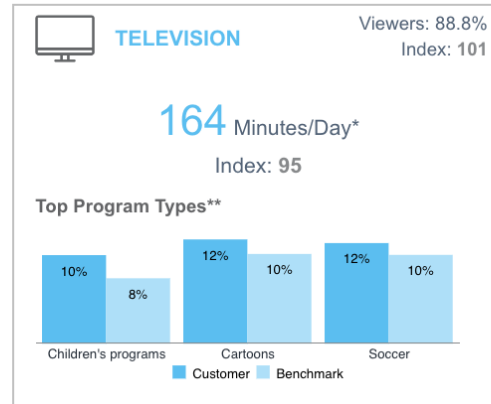 TELEVISION
Viewers: 88.8%
Index: 101
164 Minutes/Day*
Index: 95
Top Program Types**
10%
8%
12%
10%
12%
10%
Children's programs
Cartoons
Soccer
Customer
Benchmark